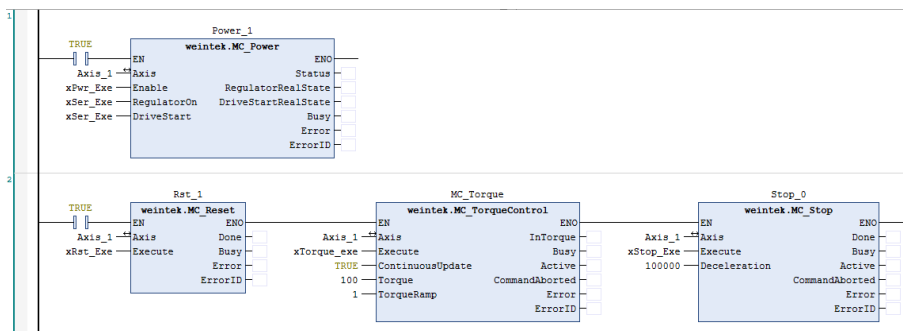 1
Power_1
TRUE
weintek.MC_Power
EN ENO
Axis_1 Axis Status
xPwr_Exe Enable RegulatorRealState
xSer_Exe RegulatorOn DriveStartRealState
xSer_Exe DriveStart Busy
Error
ErrorID
2
Rst_1 MC_Torque Stop_0
TRUE weintek.MC_Reset weintek.MC_TorqueControl weintek.MC_Stop
EN ENO EN ENO EN ENO
Axis_1 Axis Done Axis_1 Axis InTorque Axis_1 Axis Done
xRst_Exe Execute Busy xTorque_exe Execute Busy xStop_Exe Execute Busy
Error TRUE ContinuousUpdate Active 100000 Deceleration Active
ErrorID 100 Torque CommandAborted CommandAborted
1 TorqueRamp Error Error
ErrorID ErrorID